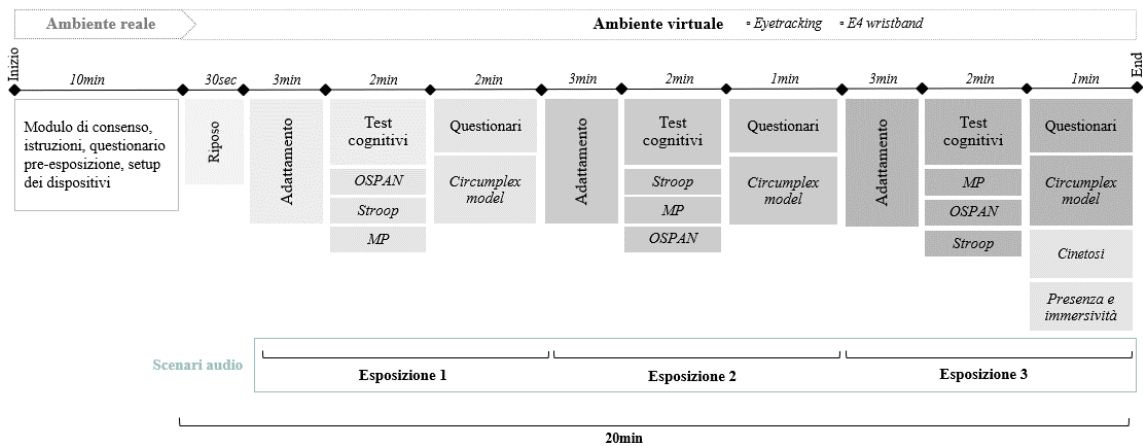 Ambiente reale
Ambiente virtuale
▫ Eyetracking ▫ E4 wristband
Inizio
10min
30sec
3min
2min
2min
3min
2min
1min
3min
2min
1min
End
Modulo di consenso,
istruzioni, questionario
pre-esposizione, setup
dei dispositivi
Riposo
Adattamento
Test
cognitivi
OSPAN
Stroop
MP
Questionari
Circumplex
model
Adattamento
Test
cognitivi
Stroop
MP
OSPAN
Questionari
Circumplex
model
Adattamento
Test
cognitivi
MP
OSPAN
Stroop
Questionari
Circumplex
model
Cinetosi
Presenza e
immersività
Scenari audio
Esposizione 1
Esposizione 2
Esposizione 3
20min